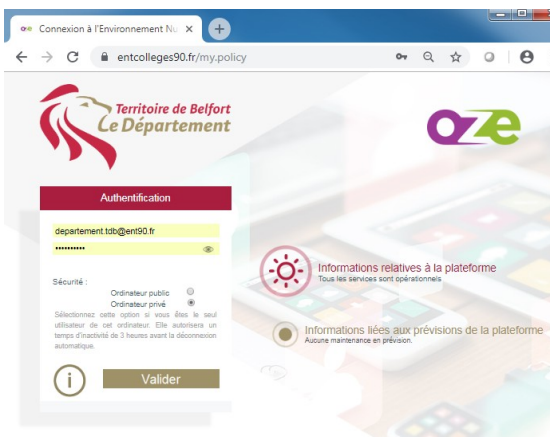 Connexion à l'Environnement Nu
entcolleges90.fr/my.policy
Territoire de Belfort
Le Département
oze
Authentification
departement.tdb@ent90.fr
••••••••••
Sécurité :
Ordinateur public
Ordinateur privé
Sélectionnez cette option si vous êtes le seul
utilisateur de cet ordinateur. Elle autorisera un
temps d'inactivité de 3 heures avant la déconnexion
automatique.
i
Valider
Informations relatives à la plateforme
Tous les services sont opérationnels
Informations liées aux prévisions de la plateforme
Aucune maintenance en prévision.